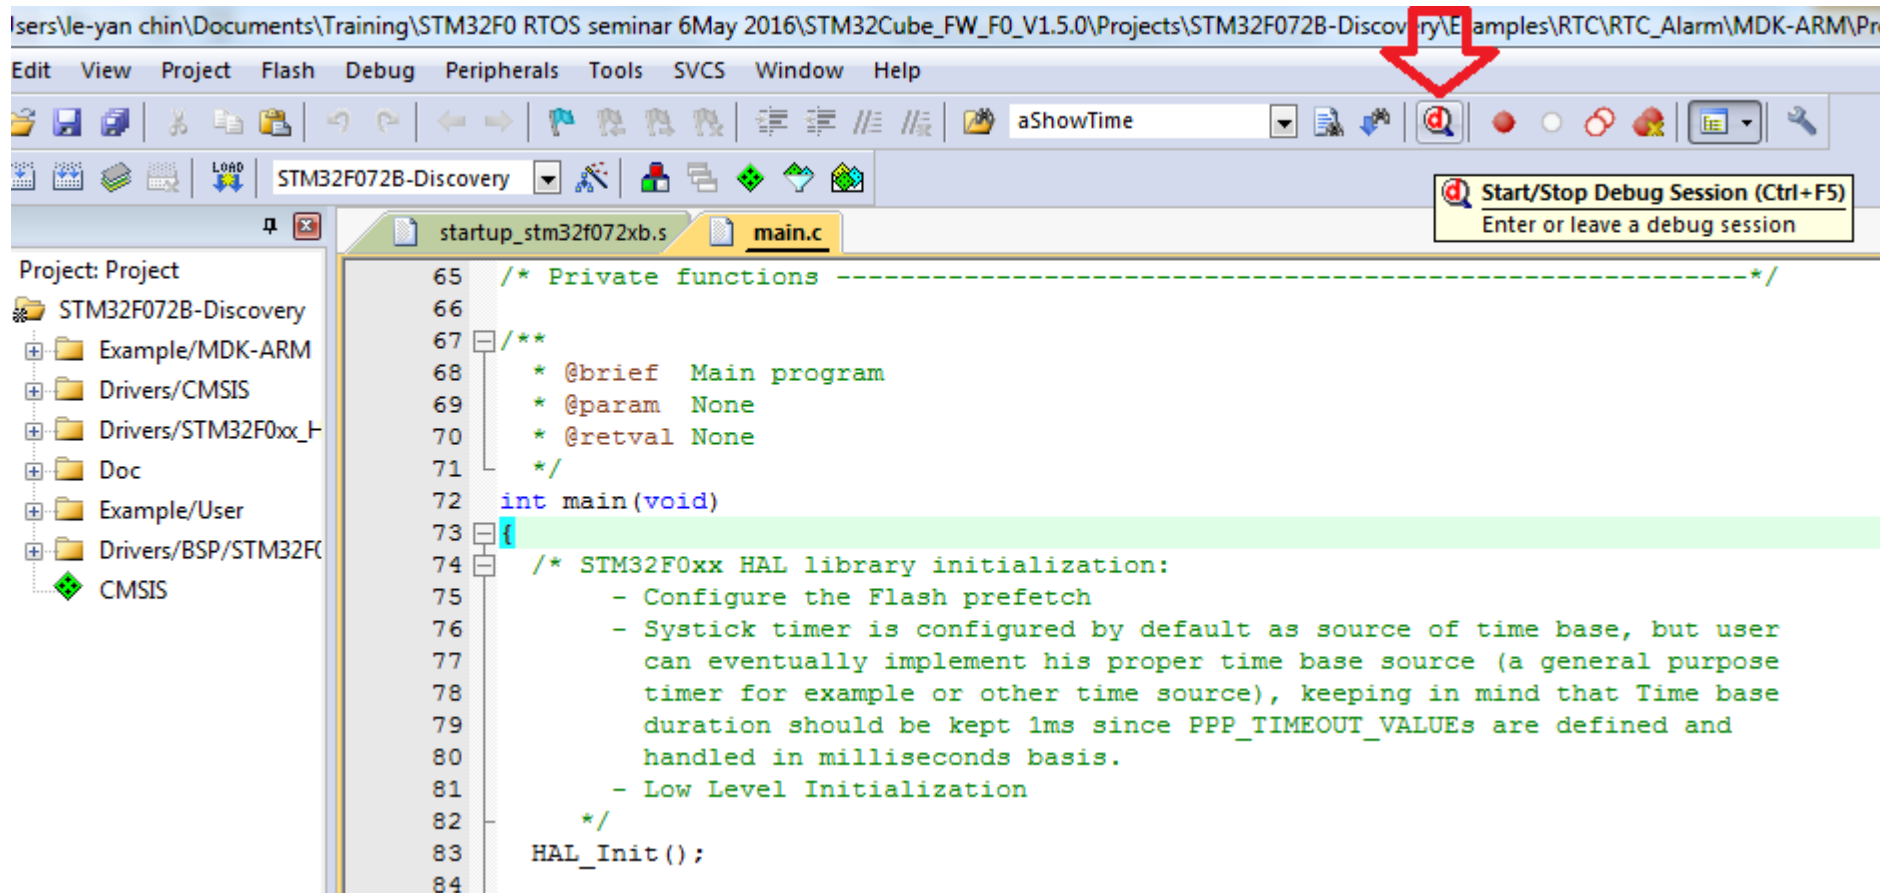 sers\le-yan chin\Documents\Training\STM32F0 RTOS seminar 6May 2016\STM32Cube_FW_F0_V1.5.0\Projects\STM32F072B-Discovery\Examples\RTC\RTC_Alarm\MDK-ARM\Pr
Edit View Project Flash Debug Peripherals Tools SVCS Window Help
aShowTime
LOAD STM32F072B-Discovery
Start/Stop Debug Session (Ctrl+F5)
Enter or leave a debug session
startup_stm32f072xb.s main.c
Project: Project
STM32F072B-Discovery
Example/MDK-ARM
Drivers/CMSIS
Drivers/STM32F0xx_H
Doc
Example/User
Drivers/BSP/STM32F(
CMSIS
65 /* Private functions ---------------------------------------------------------*/
66
67 /**
68 * @brief Main program
69 * @param None
70 * @retval None
71 */
72 int main(void)
73 {
74 /* STM32F0xx HAL library initialization:
75 - Configure the Flash prefetch
76 - Systick timer is configured by default as source of time base, but user
77 can eventually implement his proper time base source (a general purpose
78 timer for example or other time source), keeping in mind that Time base
79 duration should be kept 1ms since PPP_TIMEOUT_VALUEs are defined and
80 handled in milliseconds basis.
81 - Low Level Initialization
82 */
83 HAL_Init();
84